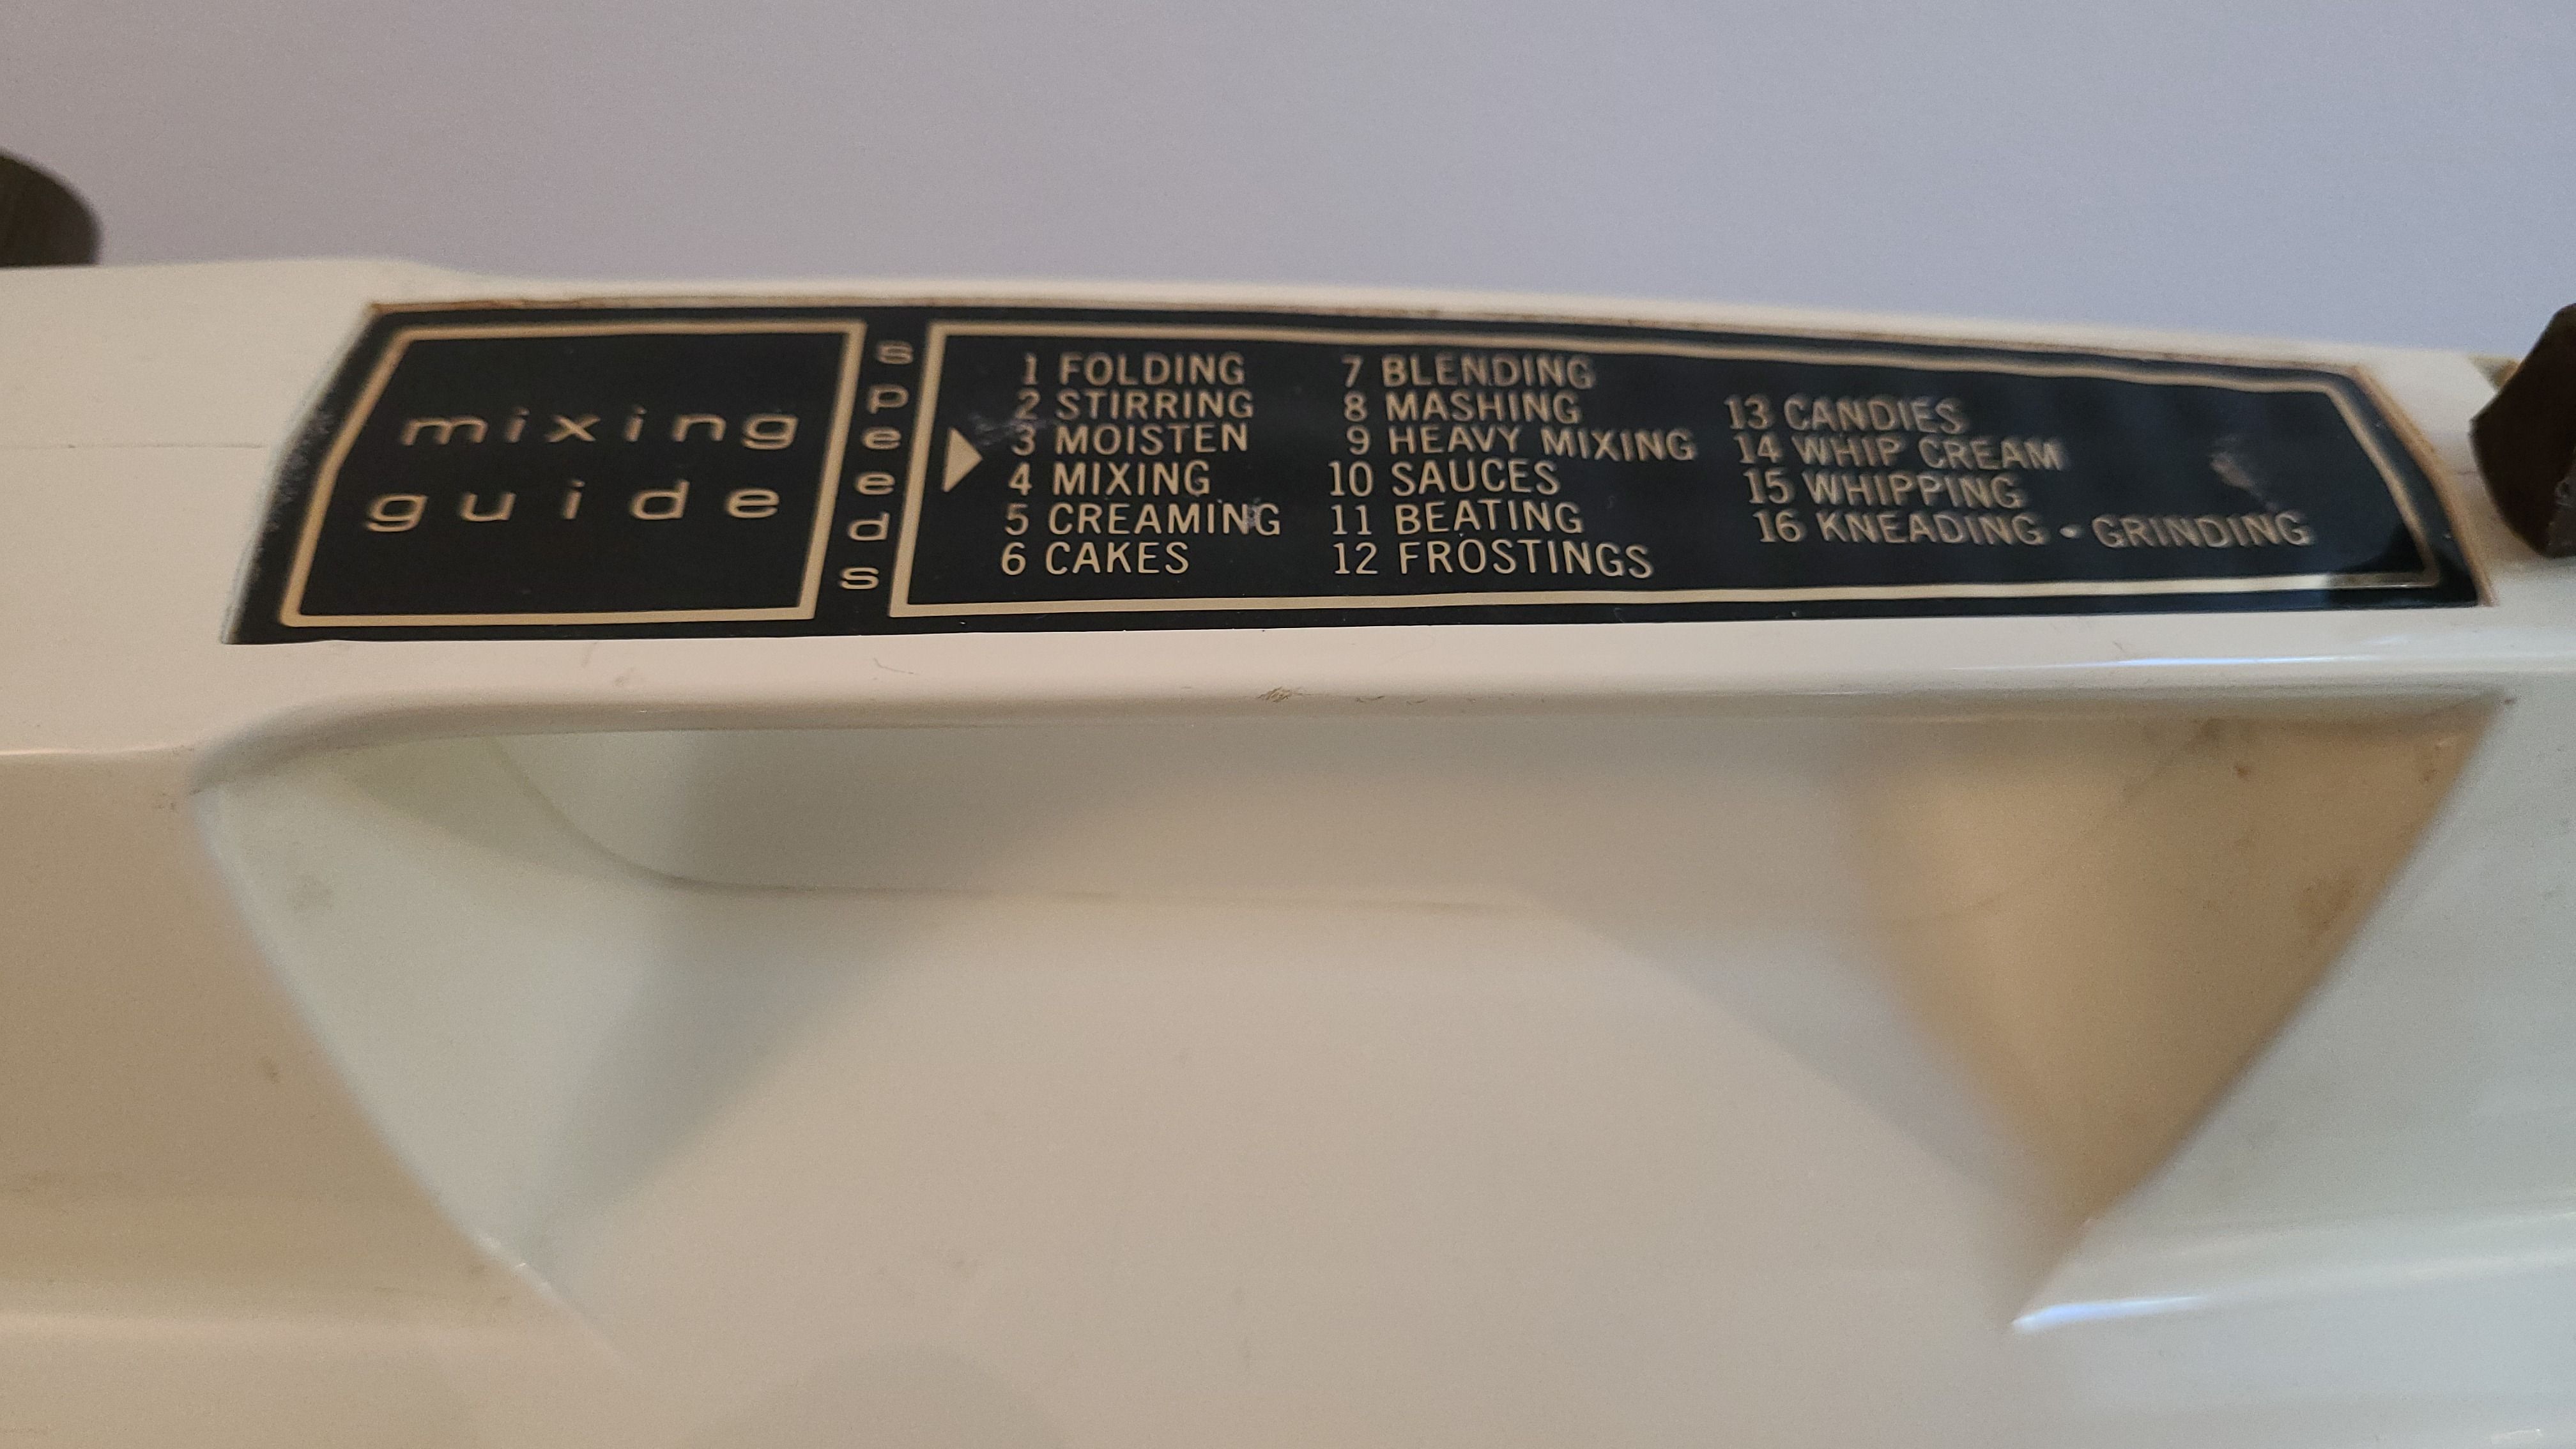 mixing
guide
speeds
1 FOLDING
2 STIRRING
3 MOISTEN
4 MIXING
5 CREAMING
6 CAKES
7 BLENDING
8 MASHING
9 HEAVY MIXING
10 SAUCES
11 BEATING
12 FROSTINGS
13 CANDIES
14 WHIP CREAM
15 WHIPPING
16 KNEADING • GRINDING